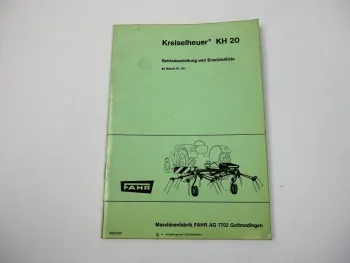 Kreiselheuer® KH 20
Betriebsanleitung und Ersatzteilliste
FAHR
Maschinenfabrik FAHR AG 7702 Gottmadingen